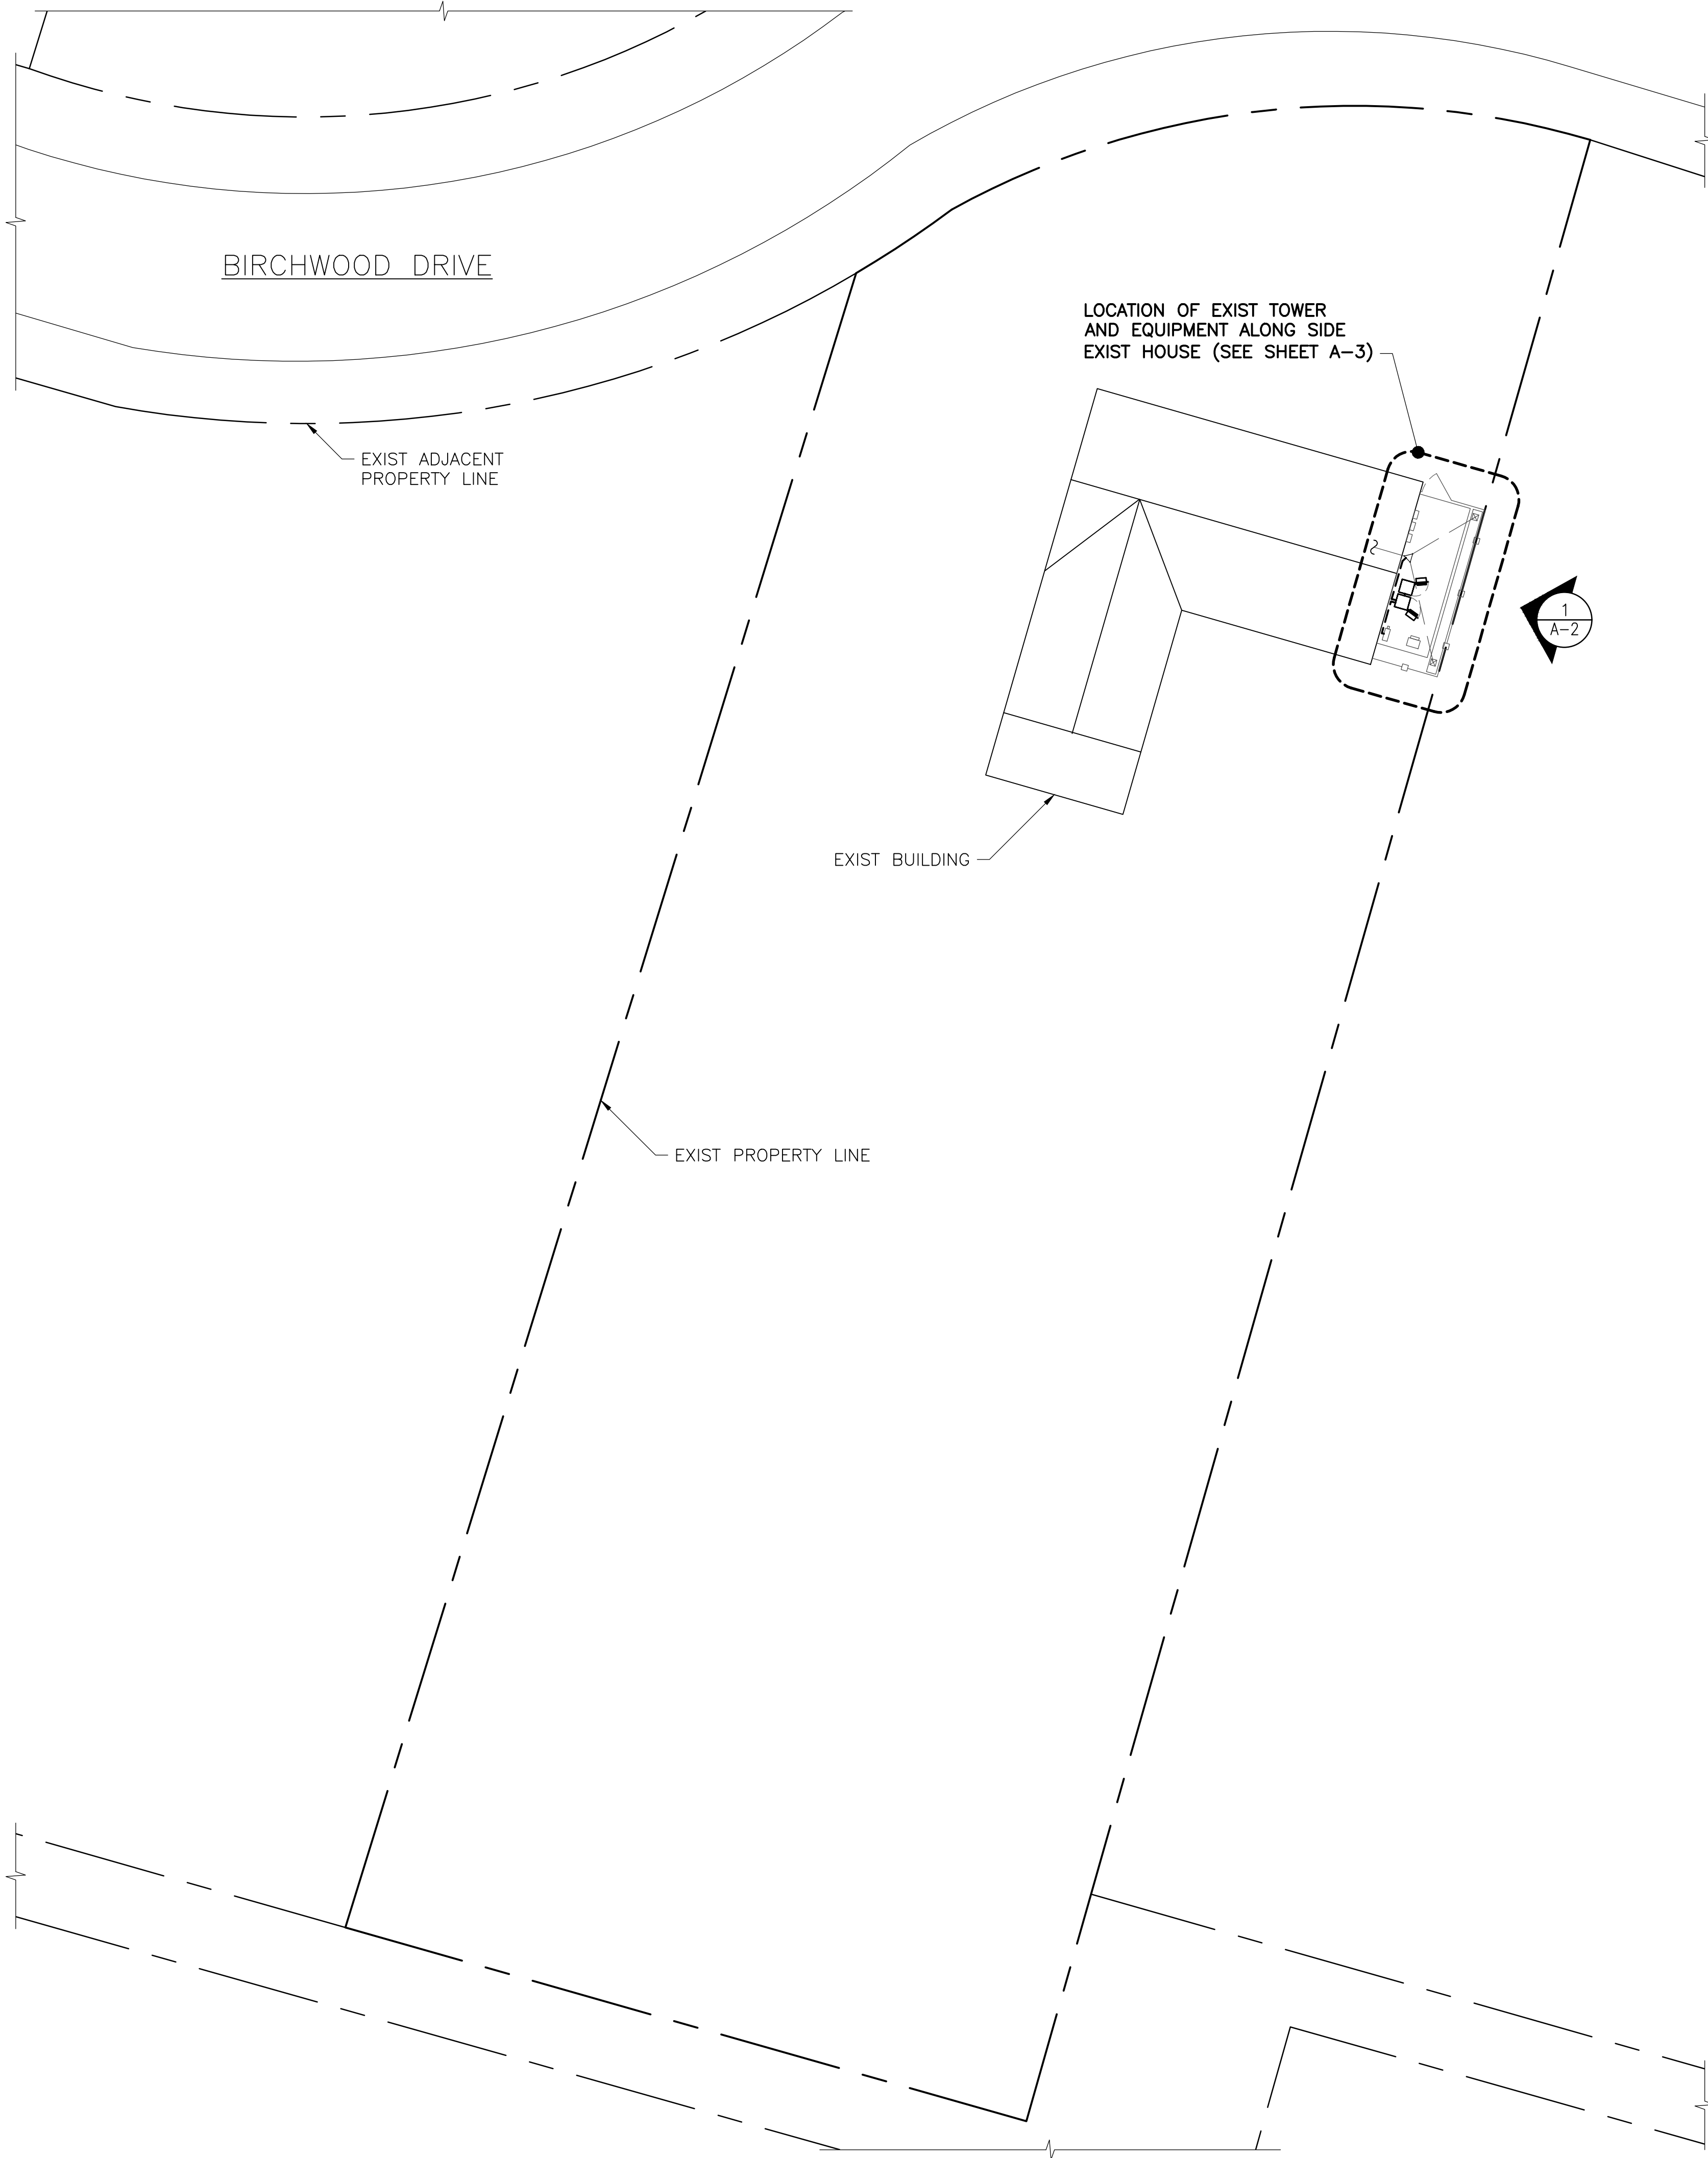 BIRCHWOOD DRIVE
LOCATION OF EXIST TOWER
AND EQUIPMENT ALONG SIDE
EXIST HOUSE (SEE SHEET A-3)
EXIST ADJACENT
PROPERTY LINE
1
A-2
EXIST BUILDING
EXIST PROPERTY LINE